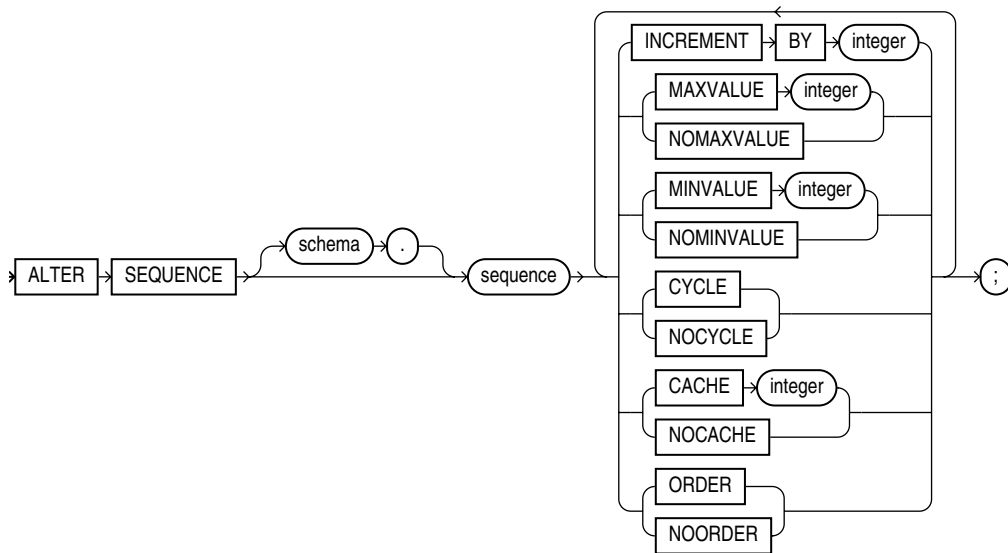 INCREMENT BY integer
MAXVALUE integer
NOMAXVALUE
MINVALUE integer
NOMINVALUE
schema .
ALTER SEQUENCE sequence ;
CYCLE
NOCYCLE
CACHE integer
NOCACHE
ORDER
NOORDER